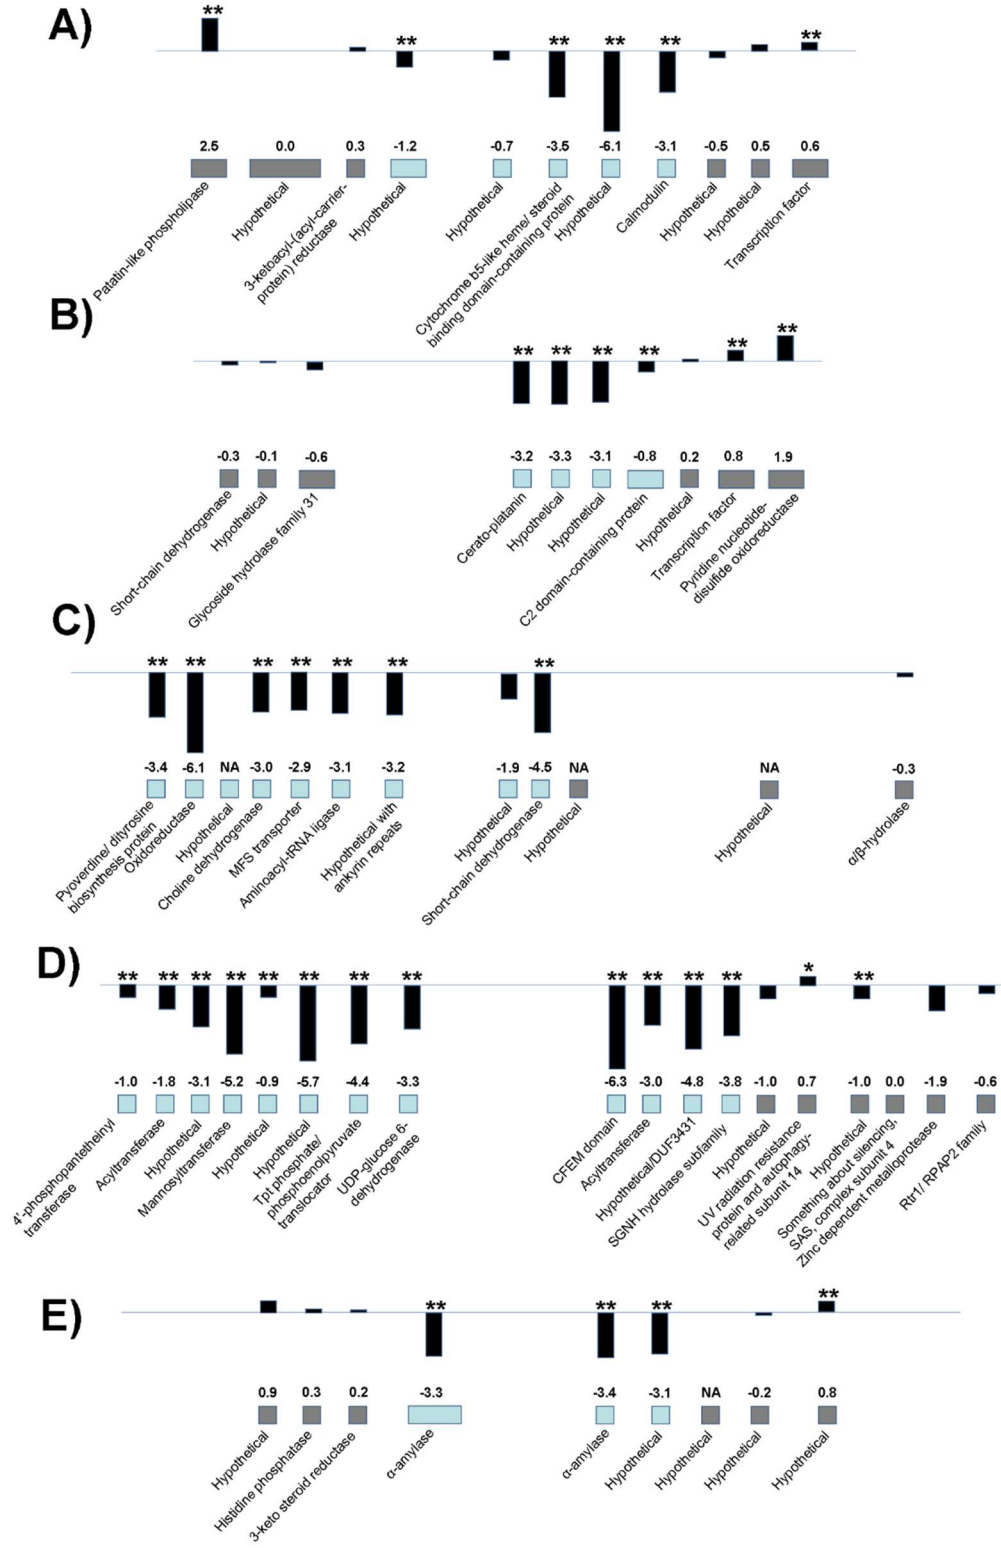 A)
** ** ** ** ** **
2.5 0.0 0.3 -1.2 -0.7 -3.5 -6.1 -3.1 -0.5 0.5 0.6
Patatin-like phospholipase
Hypothetical
3-ketoacyl-(acyl-carrier-
protein) reductase
Hypothetical
Hypothetical
Cytochrome b5-like heme/ steroid
binding domain-containing protein
Hypothetical
Calmodulin
Hypothetical
Hypothetical
Transcription factor
B)
** ** ** ** ** **
-0.3 -0.1 -0.6 -3.2 -3.3 -3.1 -0.8 0.2 0.8 1.9
Short-chain dehydrogenase
Hypothetical
Glycoside hydrolase family 31
Cerato-platanin
Hypothetical
Hypothetical
C2 domain-containing protein
Hypothetical
Transcription factor
Pyridine nucleotide-
disulfide oxidoreductase
C)
** ** ** ** ** ** **
-3.4 -6.1 NA -3.0 -2.9 -3.1 -3.2 -1.9 -4.5 NA NA -0.3
Pyoverdine/ dityrosine
biosynthesis protein
Oxidoreductase
Hypothetical
Choline dehydrogenase
MFS transporter
Aminoacyl-tRNA ligase
Hypothetical with
ankyrin repeats
Hypothetical
Short-chain dehydrogenase
Hypothetical
Hypothetical
α/β-hydrolase
D)
** ** ** ** ** ** ** ** ** ** ** ** * **
-1.0 -1.8 -3.1 -5.2 -0.9 -5.7 -4.4 -3.3 -6.3 -3.0 -4.8 -3.8 -1.0 0.7 -1.0 0.0 -1.9 -0.6
4'-phosphopantetheinyl
transferase
Acyltransferase
Hypothetical
Mannosyltransferase
Hypothetical
Hypothetical
Tpt phosphate/
phosphoenolpyruvate
translocator
UDP-glucose 6-
dehydrogenase
CFEM domain
Acyltransferase
Hypothetical/DUF3431
SGNH hydrolase subfamily
Hypothetical
UV radiation resistance
protein and autophagy-
related subunit 14
Hypothetical
Something about silencing,
SAS, complex subunit 4
Zinc dependent metalloprotease
Rtr1/ RPAP2 family
E)
** ** ** **
0.9 0.3 0.2 -3.3 -3.4 -3.1 NA -0.2 0.8
Hypothetical
Histidine phosphatase
3-keto steroid reductase
α-amylase
α-amylase
Hypothetical
Hypothetical
Hypothetical
Hypothetical